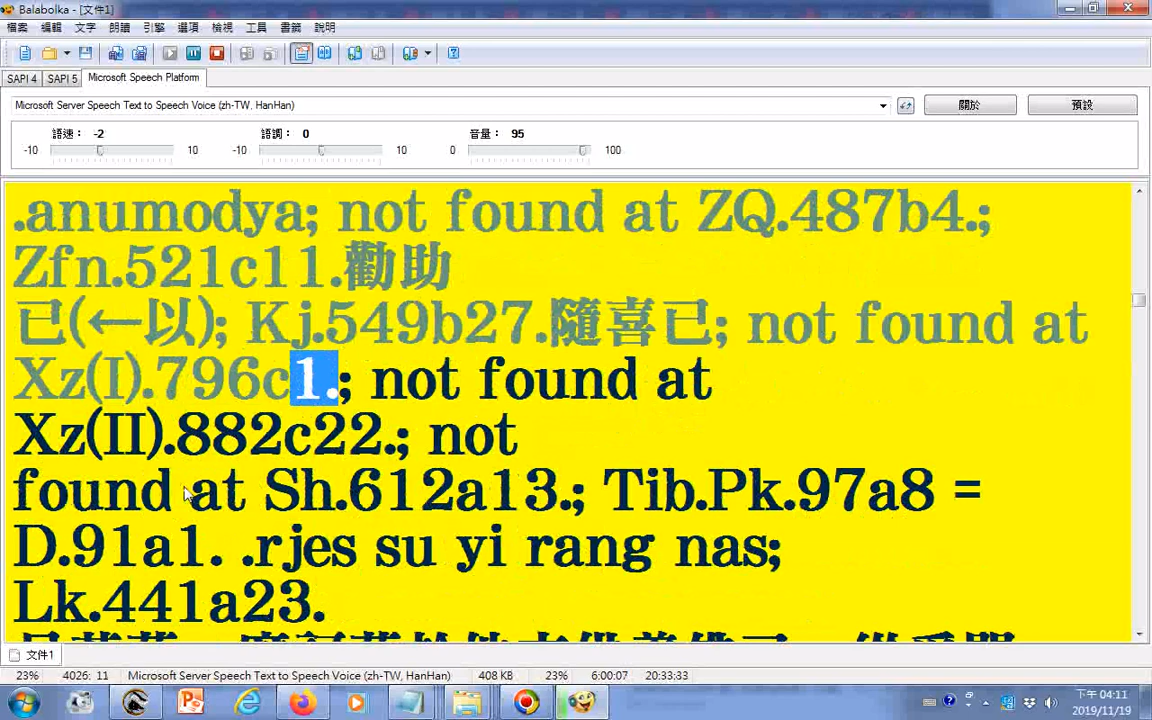 Balabolka - [文件1]
檔案 編輯 文字 朗讀 引擎 選項 檢視 工具 書籤 說明
SAPI 4 SAPI 5 Microsoft Speech Platform
Microsoft Server Speech Text to Speech Voice (zh-TW, HanHan) 關於 預設
語速: -2 語調: 0 音量: 95
-10 10 -10 10 0 100
.anumodya; not found at ZQ.487b4.;
Zfn.521c11.勸助
已(←以); Kj.549b27.隨喜已; not found at
Xz(I).796c1.; not found at
Xz(II).882c22.; not
found at Sh.612a13.; Tib.Pk.97a8 =
D.91a1. .rjes su yi rang nas;
Lk.441a23.
文件1
23% 4026: 11 Microsoft Server Speech Text to Speech Voice (zh-TW, HanHan) 408 KB 23% 6:00:07 20:33:33
下午 04:11
2019/11/19